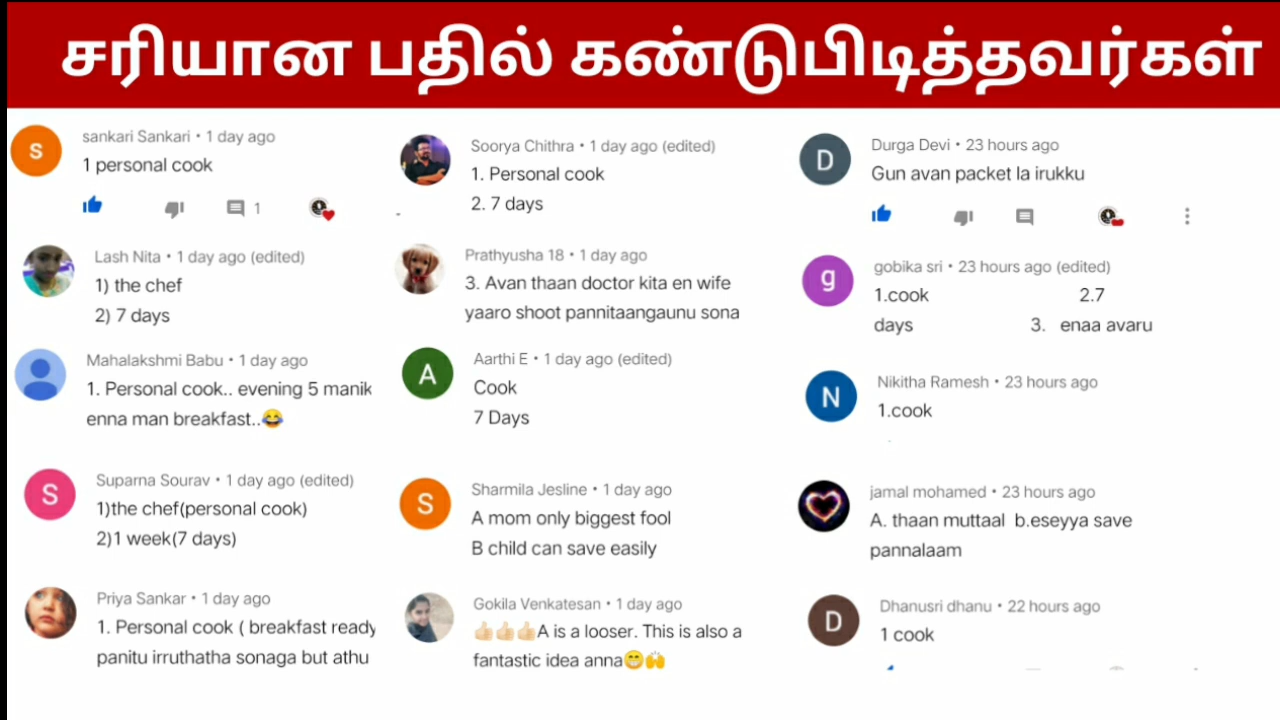 சரியான பதில் கண்டுபிடித்தவர்கள்
sankari Sankari • 1 day ago
1 personal cook
1
Lash Nita • 1 day ago (edited)
1) the chef
2) 7 days
Mahalakshmi Babu • 1 day ago
1. Personal cook.. evening 5 manik
enna man breakfast..😂
S
Suparna Sourav • 1 day ago (edited)
1)the chef(personal cook)
2)1 week(7 days)
Priya Sankar • 1 day ago
1. Personal cook ( breakfast ready
panitu irruthatha sonaga but athu
Soorya Chithra • 1 day ago (edited)
1. Personal cook
2. 7 days
Prathyusha 18 • 1 day ago
3. Avan thaan doctor kita en wife
yaaro shoot pannitaangaunu sona
A
Aarthi E • 1 day ago (edited)
Cook
7 Days
S
Sharmila Jesline • 1 day ago
A mom only biggest fool
B child can save easily
Gokila Venkatesan • 1 day ago
👍🏻👍🏻👍🏻A is a looser. This is also a
fantastic idea anna😁🙌
D
Durga Devi • 23 hours ago
Gun avan packet la irukku
g
gobika sri • 23 hours ago (edited)
1.cook 2.7
days 3. enaa avaru
N
Nikitha Ramesh • 23 hours ago
1.cook
jamal mohamed • 23 hours ago
A. thaan muttaal b.eseyya save
pannalaam
D
Dhanusri dhanu • 22 hours ago
1 cook